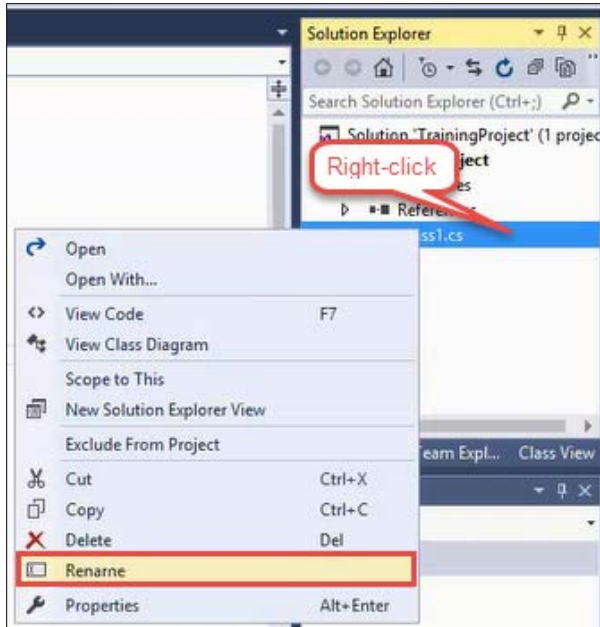 Solution Explorer
Search Solution Explorer (Ctrl+;)
Solution 'TrainingProject' (1 projec
Right-click
ject
es
Refere
ss1.cs
Open
Open With...
View Code F7
View Class Diagram
Scope to This
New Solution Explorer View
Exclude From Project
eam Expl... Class View
Cut Ctrl+X
Copy Ctrl+C
Delete Del
Renarne
Properties Alt+Enter